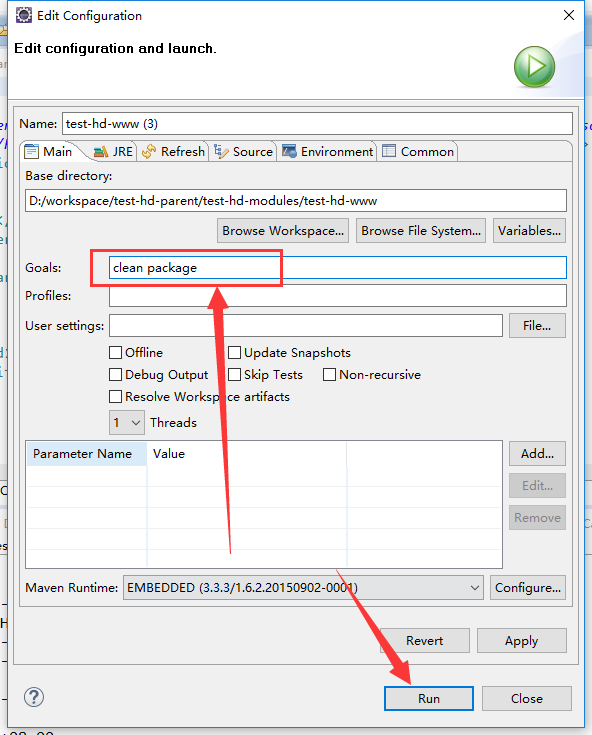 Edit Configuration
Edit configuration and launch.
Name: test-hd-www (3)
Main JRE Refresh Source Environment Common
Base directory:
D:/workspace/test-hd-parent/test-hd-modules/test-hd-www
Browse Workspace... Browse File System... Variables...
Goals: clean package
Profiles:
User settings: File...
Offline Update Snapshots
Debug Output Skip Tests Non-recursive
Resolve Workspace artifacts
1 Threads
Parameter Name Value Add...
Edit...
Remove
Maven Runtime: EMBEDDED (3.3.3/1.6.2.20150902-0001) Configure...
Revert Apply
Run Close